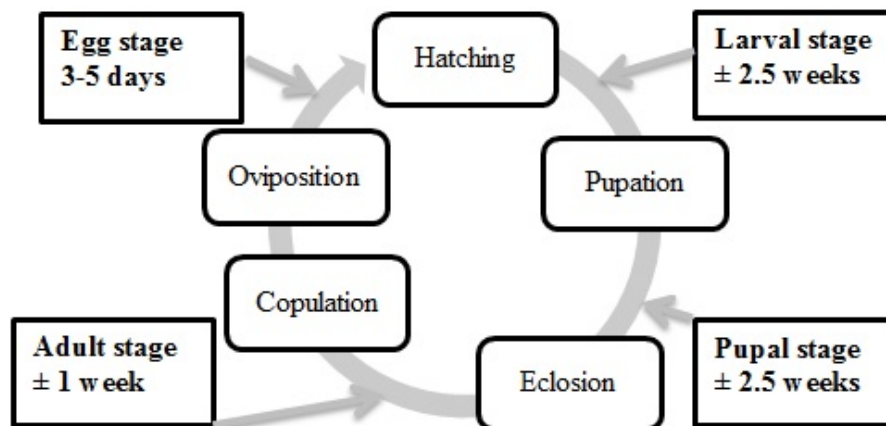 Egg stage
3-5 days
Hatching
Larval stage
± 2.5 weeks
Oviposition
Pupation
Copulation
Adult stage
± 1 week
Eclosion
Pupal stage
± 2.5 weeks